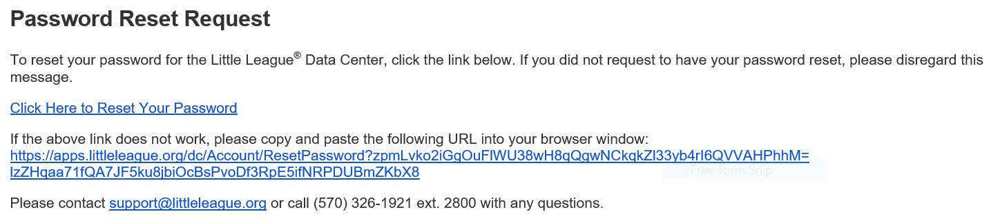 Password Reset Request
To reset your password for the Little League® Data Center, click the link below. If you did not request to have your password reset, please disregard this
message.
Click Here to Reset Your Password
If the above link does not work, please copy and paste the following URL into your browser window:
https://apps.littleleague.org/dc/Account/ResetPassword?zpmLvko2iGgOuFlWU38wH8qQgwNCkqkZl33yb4rI6QVVAHPhhM=
lzZHqaa71fQA7JF5ku8jbiOcBsPvoDf3RpE5ifNRPDUBmZKbX8
Free-form Snip
Please contact support@littleleague.org or call (570) 326-1921 ext. 2800 with any questions.